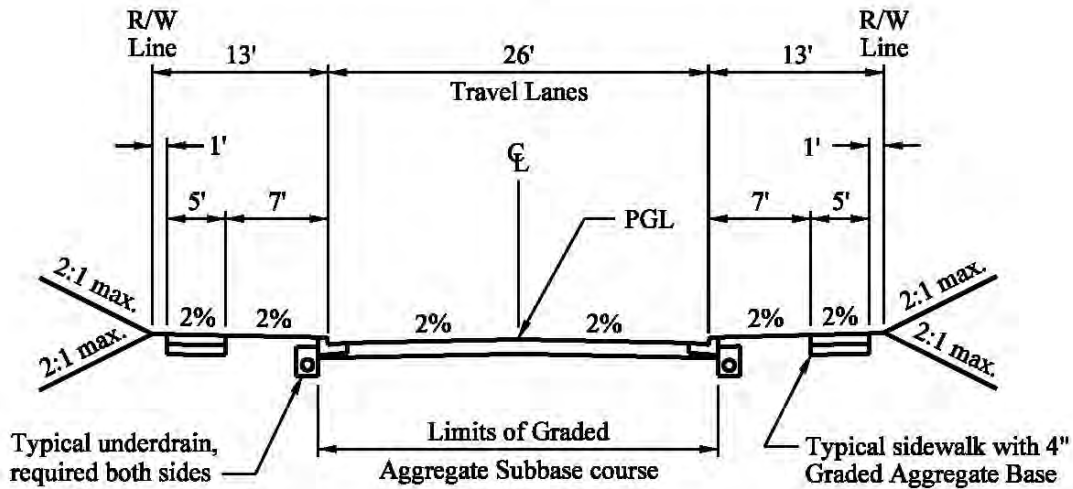 R/W
Line
R/W
Line
13'
26'
13'
Travel Lanes
1'
1'
℄
5'
7'
7'
5'
PGL
2:1 max.
2:1 max.
2%
2%
2%
2%
2%
2%
2:1 max.
2:1 max.
Typical underdrain,
required both sides
Limits of Graded
Aggregate Subbase course
Typical sidewalk with 4"
Graded Aggregate Base